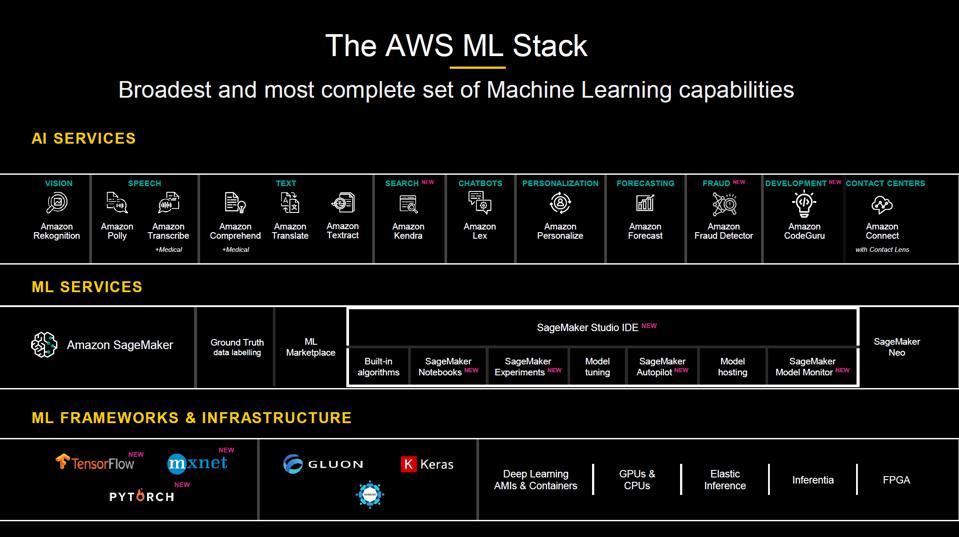 The AWS ML Stack
Broadest and most complete set of Machine Learning capabilities
AI SERVICES
VISION
Amazon
Rekognition
SPEECH
Amazon
Polly
Amazon
Transcribe
+Medical
TEXT
Amazon
Comprehend
+Medical
Amazon
Translate
Amazon
Textract
SEARCH NEW
Amazon
Kendra
CHATBOTS
Amazon
Lex
PERSONALIZATION
Amazon
Personalize
FORECASTING
Amazon
Forecast
FRAUD NEW
Amazon
Fraud Detector
DEVELOPMENT NEW
Amazon
CodeGuru
CONTACT CENTERS
Amazon
Connect
with Contact Lens
ML SERVICES
Amazon SageMaker
Ground Truth
data labelling
ML
Marketplace
SageMaker Studio IDE NEW
Built-in
algorithms
SageMaker
Notebooks NEW
SageMaker
Experiments NEW
Model
tuning
SageMaker
Autopilot NEW
Model
hosting
SageMaker
Model Monitor NEW
SageMaker
Neo
ML FRAMEWORKS & INFRASTRUCTURE
TensorFlow NEW
mxnet NEW
PYTORCH NEW
GLUON
K Keras
Deep Learning
AMIs & Containers
GPUs &
CPUs
Elastic
Inference
Inferentia
FPGA